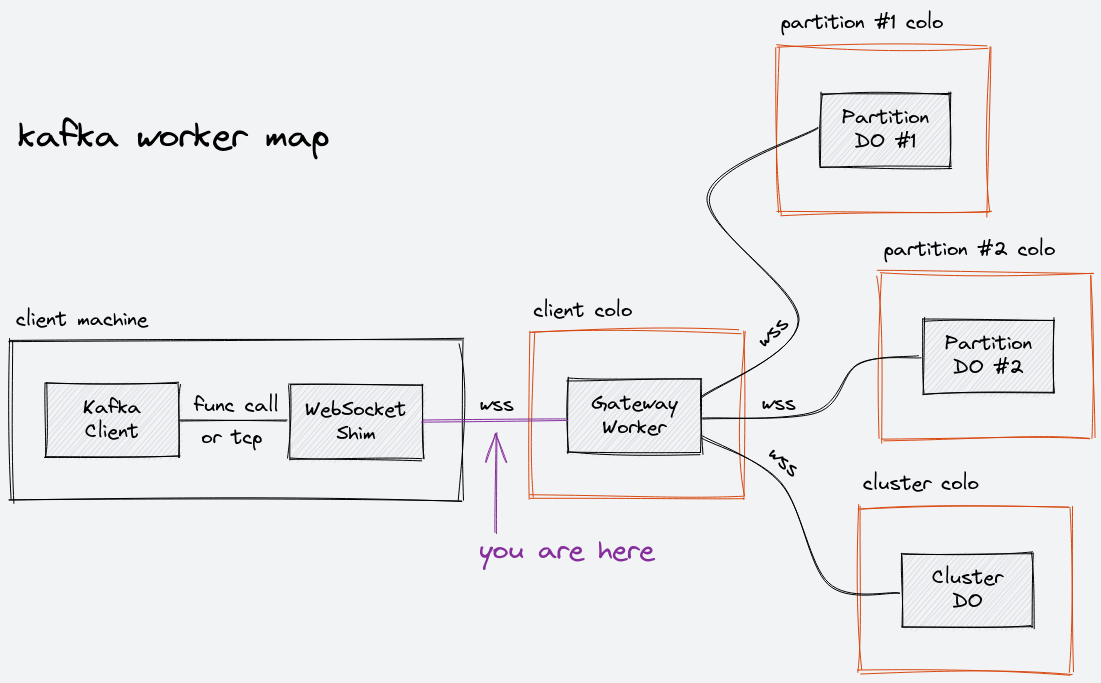 partition #1 colo
Partition
DO #1
kafka worker map
partition #2 colo
Partition
DO #2
client machine
Kafka
Client
func call
or tcp
WebSocket
Shim
wss
client colo
Gateway
Worker
wss
wss
wss
you are here
cluster colo
Cluster
DO